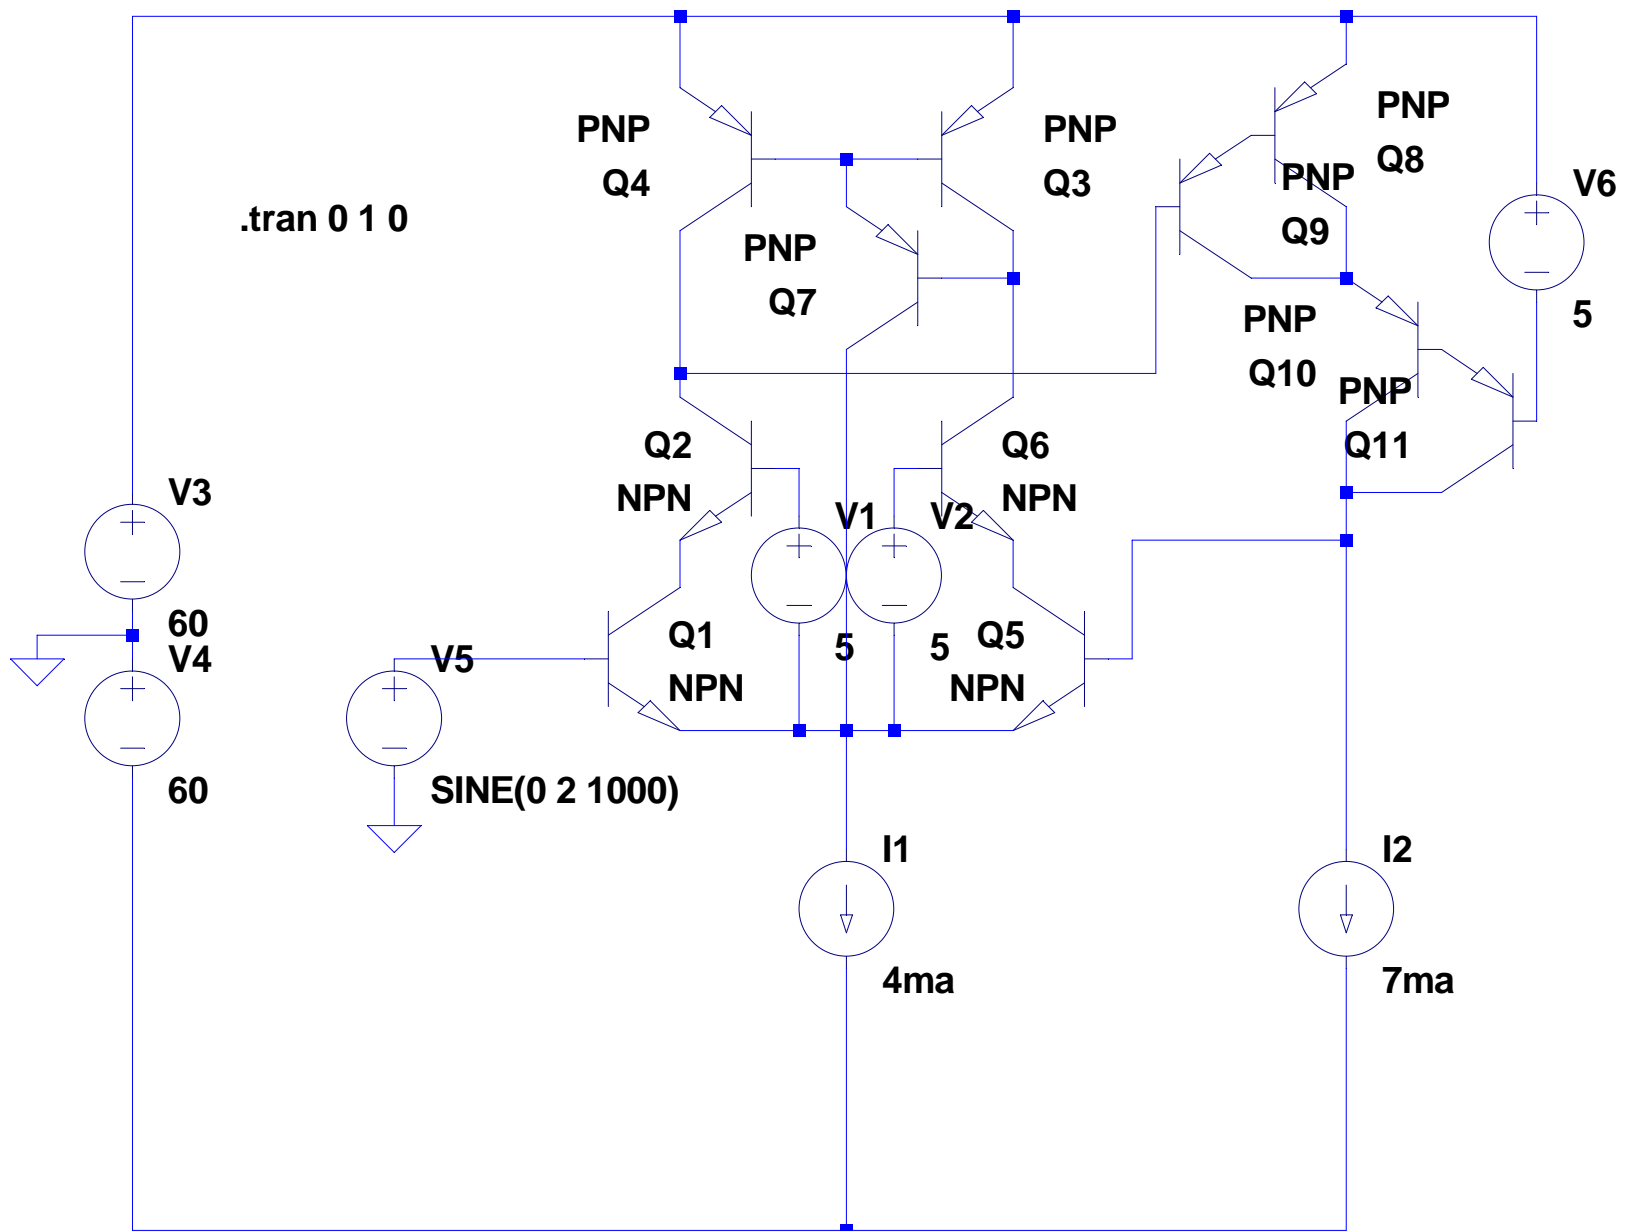 PNP
Q4
PNP
Q3
PNP
Q8
PNP
Q9
V6
5
.tran 0 1 0
PNP
Q7
PNP
Q10
PNP
Q11
Q2
NPN
Q6
NPN
V3
60
V1
5
V2
5
Q1
NPN
Q5
NPN
V4
60
V5
SINE(0 2 1000)
I1
4ma
I2
7ma